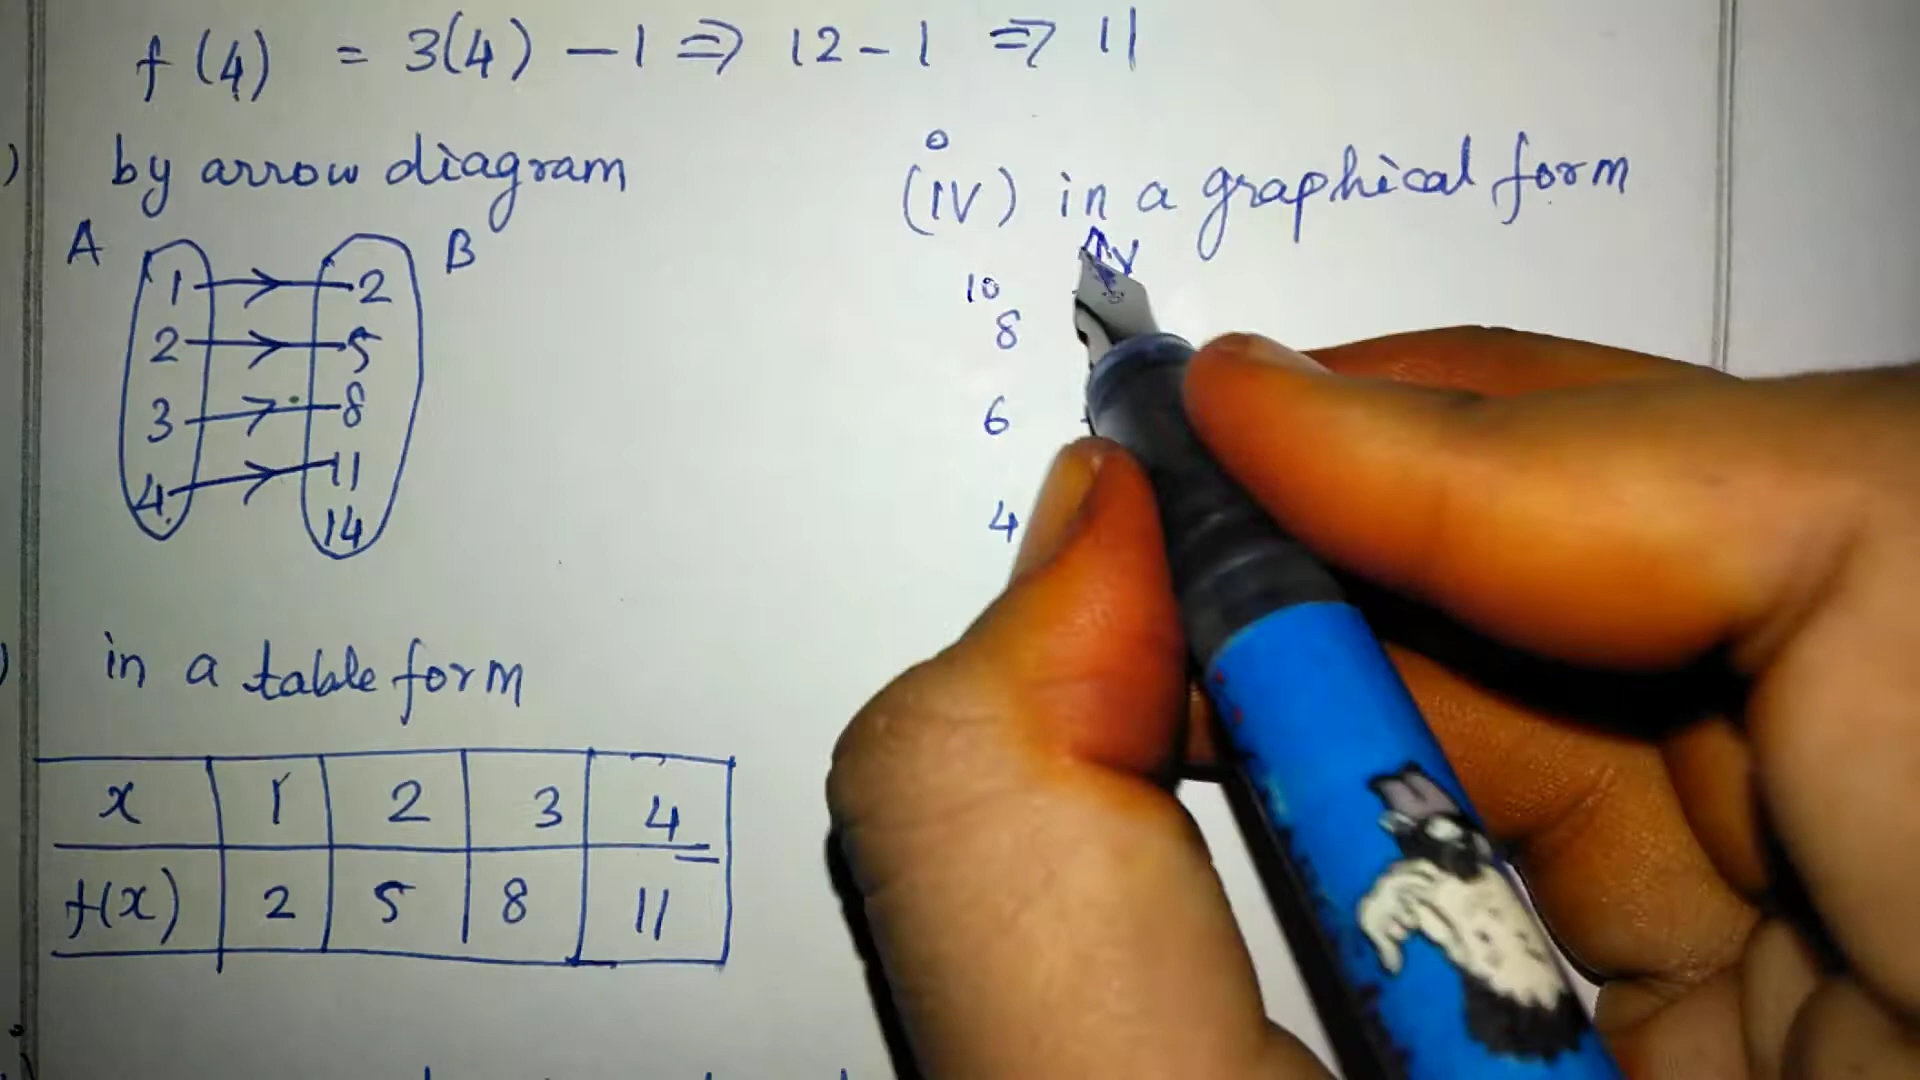 f(4) = 3(4) - 1 ⇒ 12 - 1 ⇒ 11
) by arrow diagram
A B
1 2
2 5
3 8
4 11
14
) in a table form
x 1 2 3 4
f(x) 2 5 8 11
(iv) in a graphical form
y
10
8
6
4